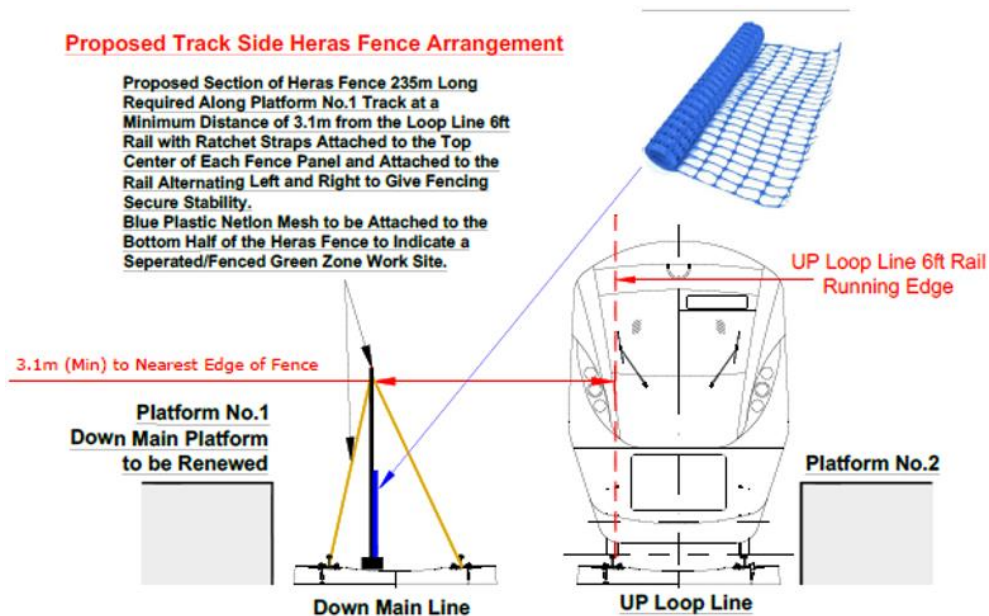 Proposed Track Side Heras Fence Arrangement
Proposed Section of Heras Fence 235m Long
Required Along Platform No.1 Track at a
Minimum Distance of 3.1m from the Loop Line 6ft
Rail with Ratchet Straps Attached to the Top
Center of Each Fence Panel and Attached to the
Rail Alternating Left and Right to Give Fencing
Secure Stability.
Blue Plastic Netlon Mesh to be Attached to the
Bottom Half of the Heras Fence to Indicate a
Seperated/Fenced Green Zone Work Site.
UP Loop Line 6ft Rail
Running Edge
3.1m (Min) to Nearest Edge of Fence
Platform No.1
Down Main Platform
to be Renewed
Platform No.2
Down Main Line
UP Loop Line